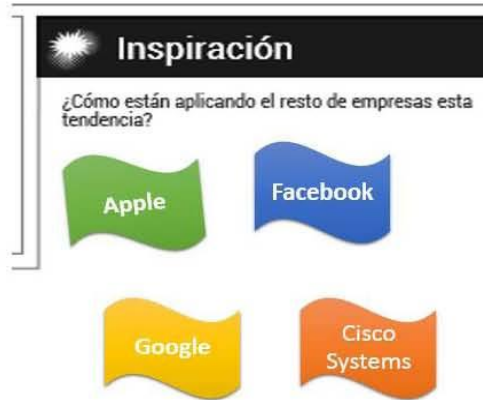 Inspiración
¿Cómo están aplicando el resto de empresas esta
tendencia?
Apple
Facebook
Google
Cisco
Systems